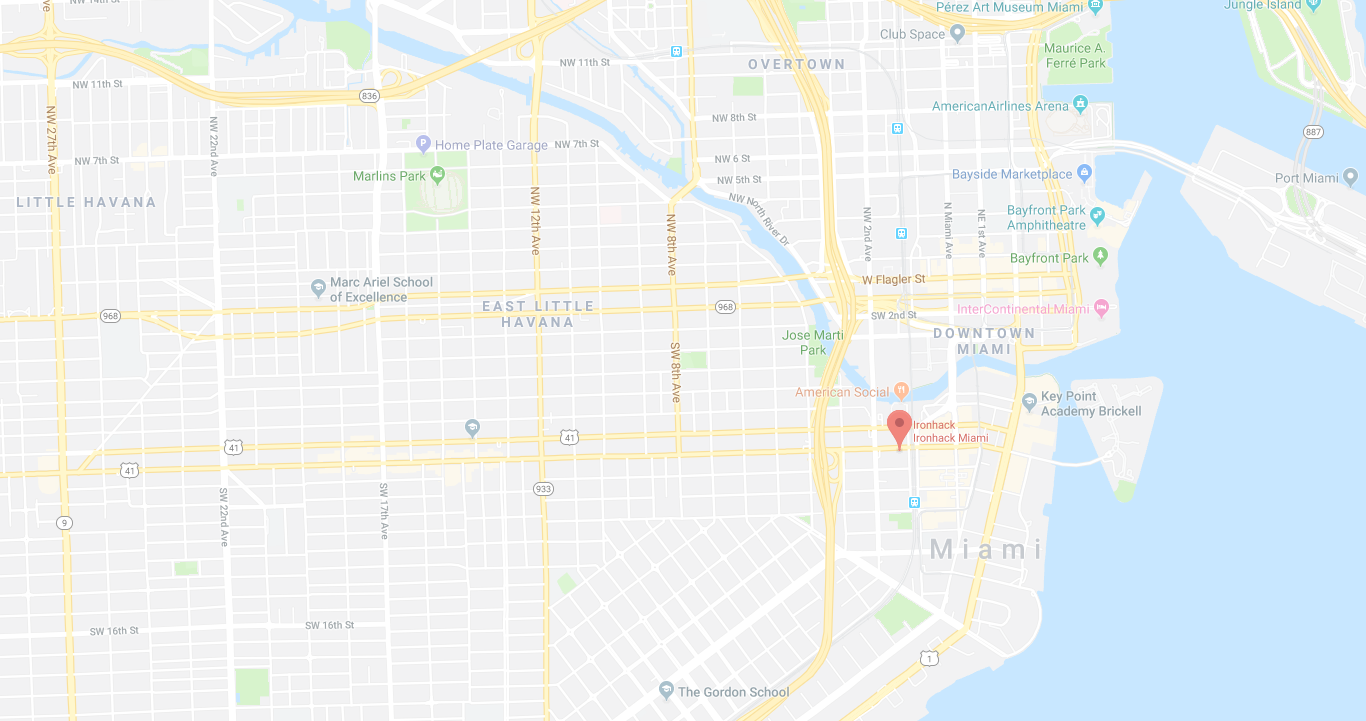 Pérez Art Museum Miami
Jungle Island
Club Space
Maurice A.
Ferré Park
OVERTOWN
NW 11th St
NW 11th St
836
AmericanAirlines Arena
NW 27th Ave
NW 22nd Ave
NW 8th St
887
Home Plate Garage
NW 7th St
NW 7th St
NW 6 St
Marlins Park
NW 5th St
Bayside Marketplace
Port Miami
LITTLE HAVANA
NW 12th Ave
NW 8th Ave
NW North River Dr
NW 2nd Ave
N Miami Ave
NE 1st Ave
Bayfront Park
Amphitheatre
Bayfront Park
Marc Ariel School
of Excellence
W Flagler St
EAST LITTLE
HAVANA
968
968
SW 2nd St
InterContinental Miami
Jose Marti
Park
DOWNTOWN
MIAMI
SW 8th Ave
American Social
Key Point
Academy Brickell
Ironhack
Ironhack Miami
41
41
41
933
9
SW 22nd Ave
SW 17th Ave
Miami
SW 16th St
SW 16th St
1
The Gordon School